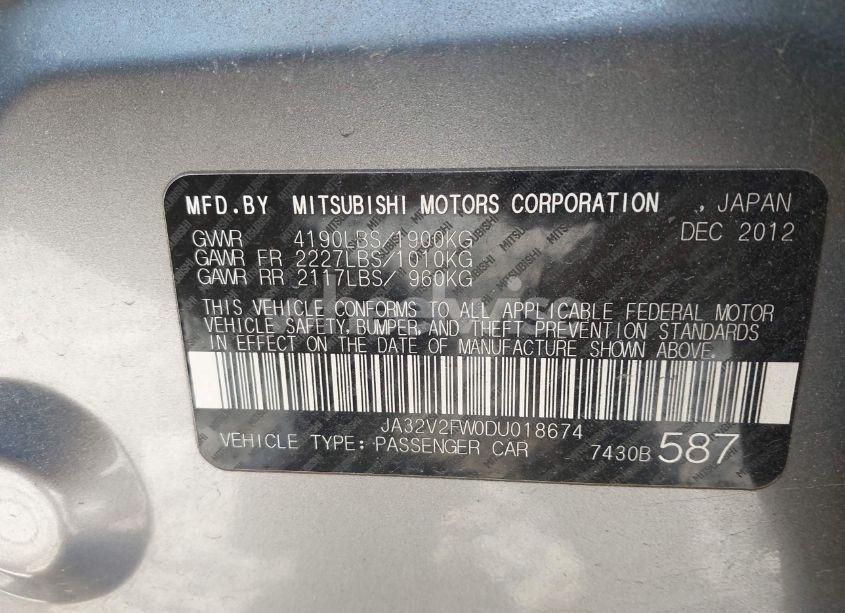 MFD.BY MITSUBISHI MOTORS CORPORATION , JAPAN
GVWR 4190LBS/1900KG DEC 2012
GAWR FR 2227LBS/1010KG
GAWR RR 2117LBS/ 960KG
THIS VEHICLE CONFORMS TO ALL APPLICABLE FEDERAL MOTOR
VEHICLE SAFETY, BUMPER, AND THEFT PREVENTION STANDARDS
IN EFFECT ON THE DATE OF MANUFACTURE SHOWN ABOVE.
JA32V2FW0DU018674
VEHICLE TYPE: PASSENGER CAR 7430B 587